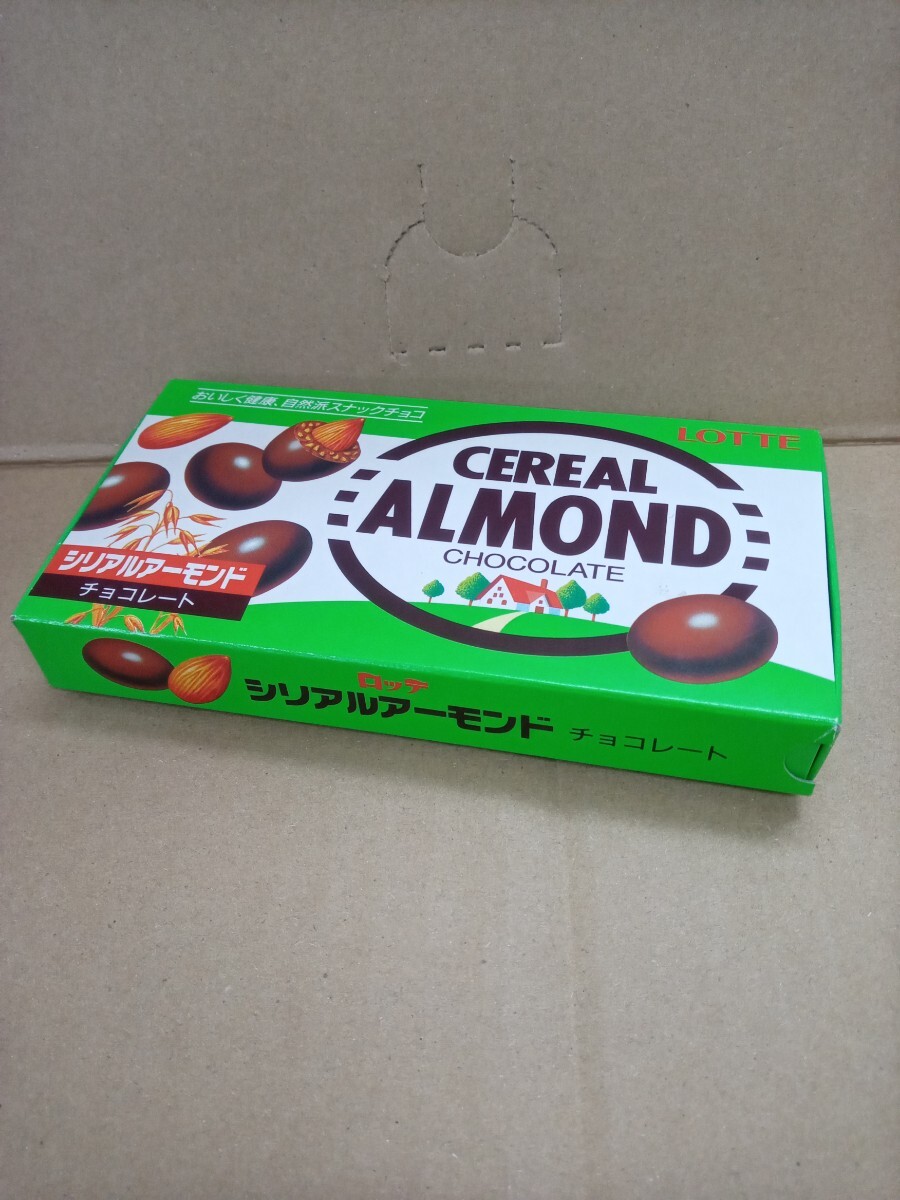 おいしく健康、自然派スナックチョコ
LOTTE
CEREAL
ALMOND
CHOCOLATE
シリアルアーモンド
チョコレート
ロッテ
シリアルアーモンド チョコレート